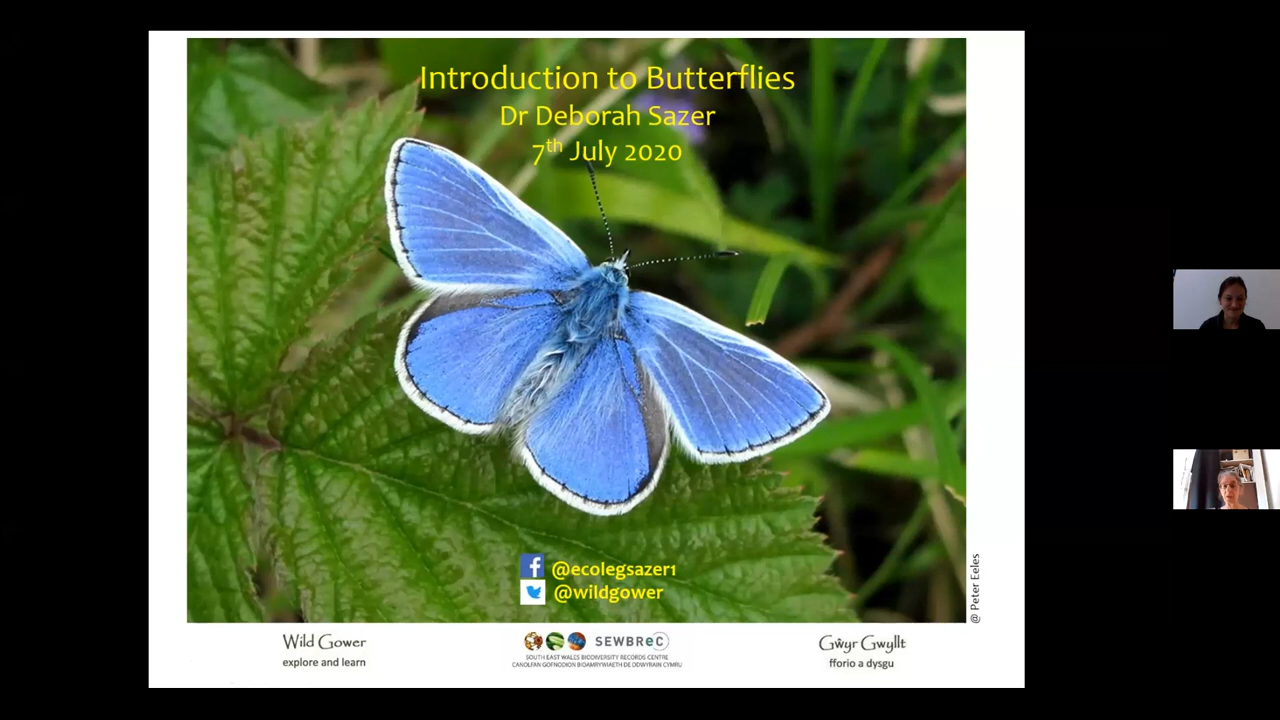 Introduction to Butterflies
Dr Deborah Sazer
7th July 2020
@ecolegsazer1
@wildgower
@ Peter Eeles
Wild Gower
explore and learn
SEWBReC
SOUTH EAST WALES BIODIVERSITY RECORDS CENTRE
CANOLFAN GOFNODION BIOAMRYWIAETH DE DDWYRAIN CYMRU
Gŵyr Gwyllt
fforio a dysgu